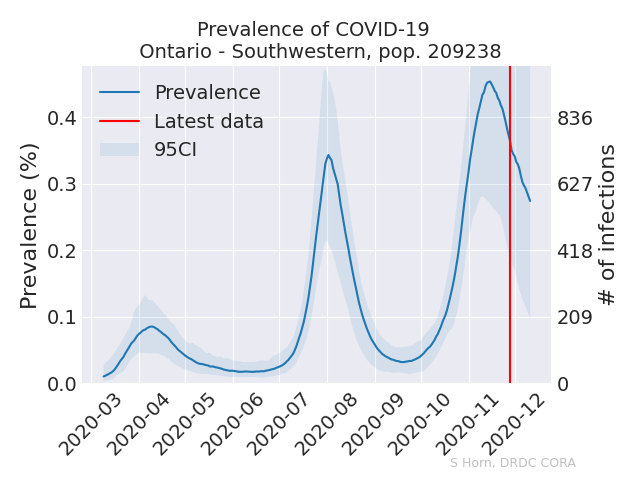 Prevalence of COVID-19
Ontario - Southwestern, pop. 209238
Prevalence
Latest data
95CI
Prevalence (%)
0.4
0.3
0.2
0.1
0.0
836
627
418
209
0
# of infections
2020-03
2020-04
2020-05
2020-06
2020-07
2020-08
2020-09
2020-10
2020-11
2020-12
S Horn, DRDC CORA